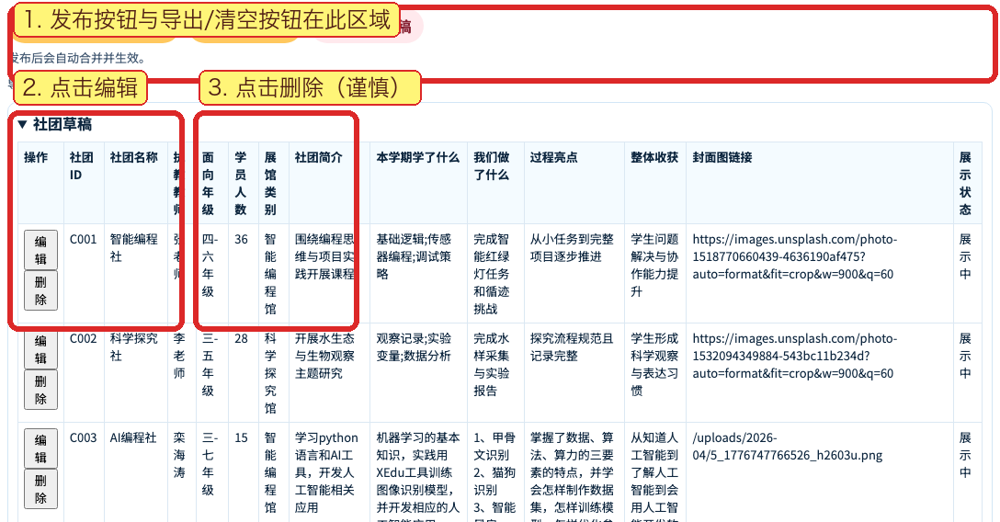 1. 发布按钮与导出/清空按钮在此区域
稿
发布后会自动合并并生效。
2. 点击编辑
3. 点击删除（谨慎）
▼ 社团草稿
操作 社团ID 社团名称 执教教师 面向年级 学员人数 展馆类别 社团简介 本学期学了什么 我们做了什么 过程亮点 整体收获 封面图链接 展示状态
编辑 删除 C001 智能编程社 张老师 四-六年级 36 智能编程馆 围绕编程思维与项目实践开展课程 基础逻辑;传感器编程;调试策略 完成智能红绿灯任务和循迹挑战 从小任务到完整项目逐步推进 学生问题解决与协作能力提升 https://images.unsplash.com/photo-1518770660439-4636190af475?auto=format&fit=crop&w=900&q=60 展示中
编辑 删除 C002 科学探究社 李老师 三-五年级 28 科学探究馆 开展水生态与生物观察主题研究 观察记录;实验变量;数据分析 完成水样采集与实验报告 探究流程规范且记录完整 学生形成科学观察与表达习惯 https://images.unsplash.com/photo-1532094349884-543bc11b234d?auto=format&fit=crop&w=900&q=60 展示中
编辑 删除 C003 AI编程社 栾海涛 三-七年级 15 智能编程馆 学习python语言和AI工具，开发人工智能相关应用 机器学习的基本知识，实践用XEdu工具训练图像识别模型，并开发相应的人 1、甲骨文识别 2、猫狗识别 3、智能 掌握了数据、算法、算力的三要素的特点，并学会怎样制作数据集，怎样训练模 从知道人工智能到了解人工智能到会用人工智 /uploads/2026-04/5_1776747766526_h2603u.png 展示中